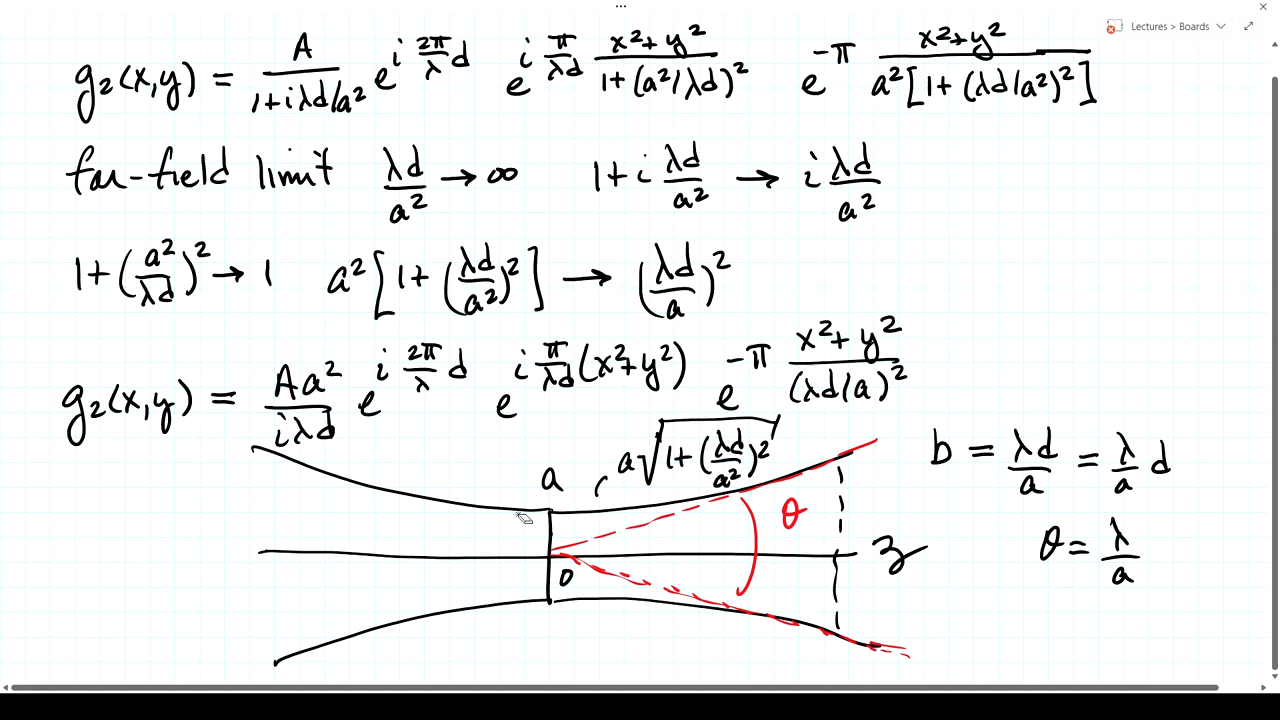 ...
Lectures > Boards
g₂(x,y) = A/(1+iλd/a²) e^{i 2π/λ d} e^{i π/λd (x²+y²)/(1+(a²/λd)²)} e^{-π (x²+y²)/(a²[1+(λd/a²)²])}
far-field limit λd/a² → ∞ 1+i λd/a² → i λd/a²
1+(a²/λd)² → 1 a²[1+(λd/a²)²] → (λd/a)²
g₂(x,y) = Aa²/(iλd) e^{i 2π/λ d} e^{i π/λd (x²+y²)} e^{-π (x²+y²)/(λd/a)²}
a a√(1+(λd/a²)²) b = λd/a = λ/a d
θ
0 z θ = λ/a